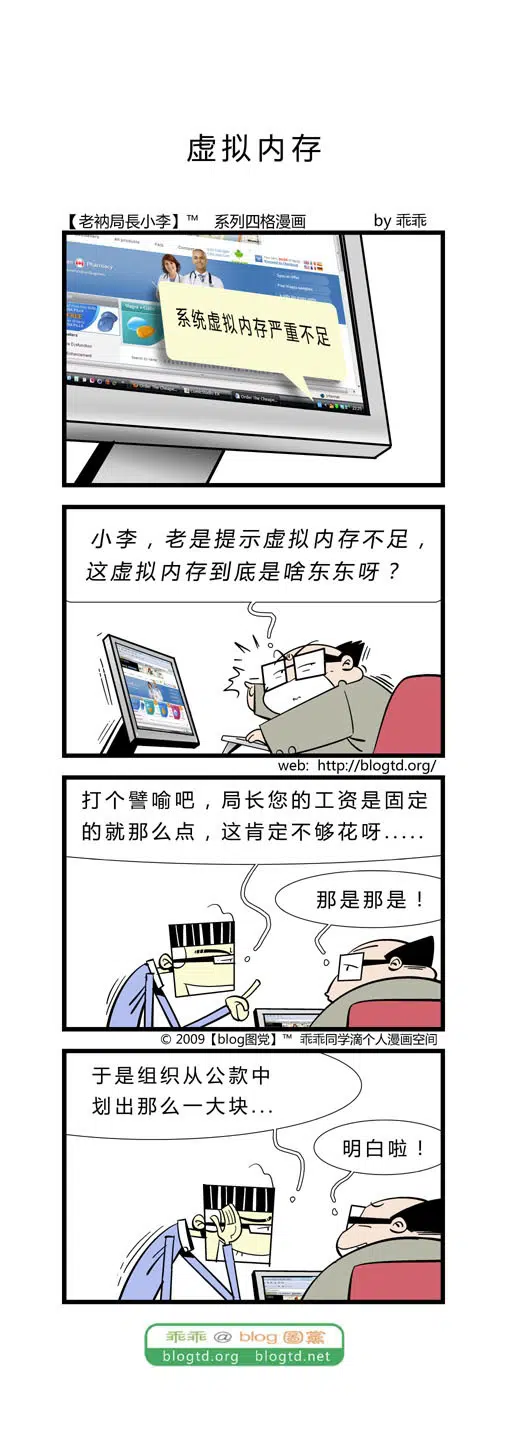 虚拟内存
【老衲局長小李】™ 系列四格漫画 by 乖乖
Pharmacy
系统虚拟内存严重不足
小李，老是提示虚拟内存不足，
这虚拟内存到底是啥东东呀？
web: http://blogtd.org/
打个譬喻吧，局长您的工资是固定
的就那么点，这肯定不够花呀.....
那是那是！
© 2009【blog图党】™ 乖乖同学滴个人漫画空间
于是组织从公款中
划出那么一大块...
明白啦！
乖乖 @ blog 圖黨
blogtd.org blogtd.net